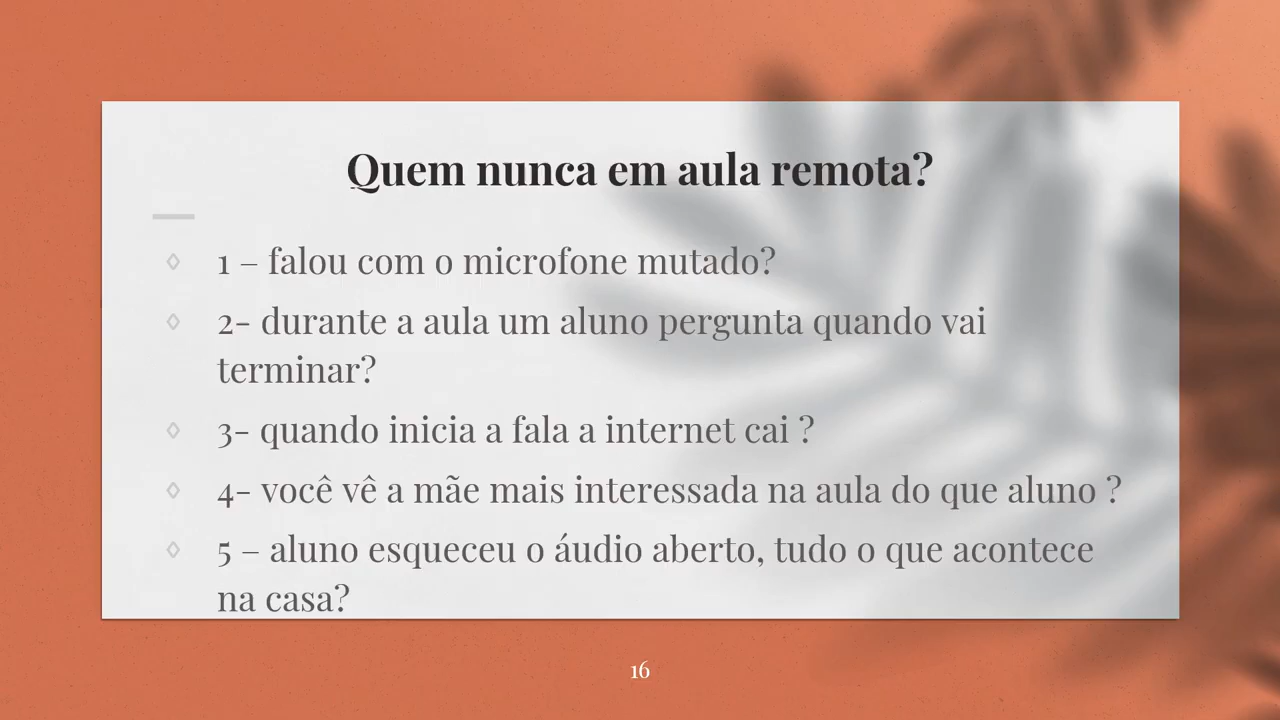 Quem nunca em aula remota?
1 – falou com o microfone mutado?
2- durante a aula um aluno pergunta quando vai
terminar?
3- quando inicia a fala a internet cai ?
4- você vê a mãe mais interessada na aula do que aluno ?
5 – aluno esqueceu o áudio aberto, tudo o que acontece
na casa?
16